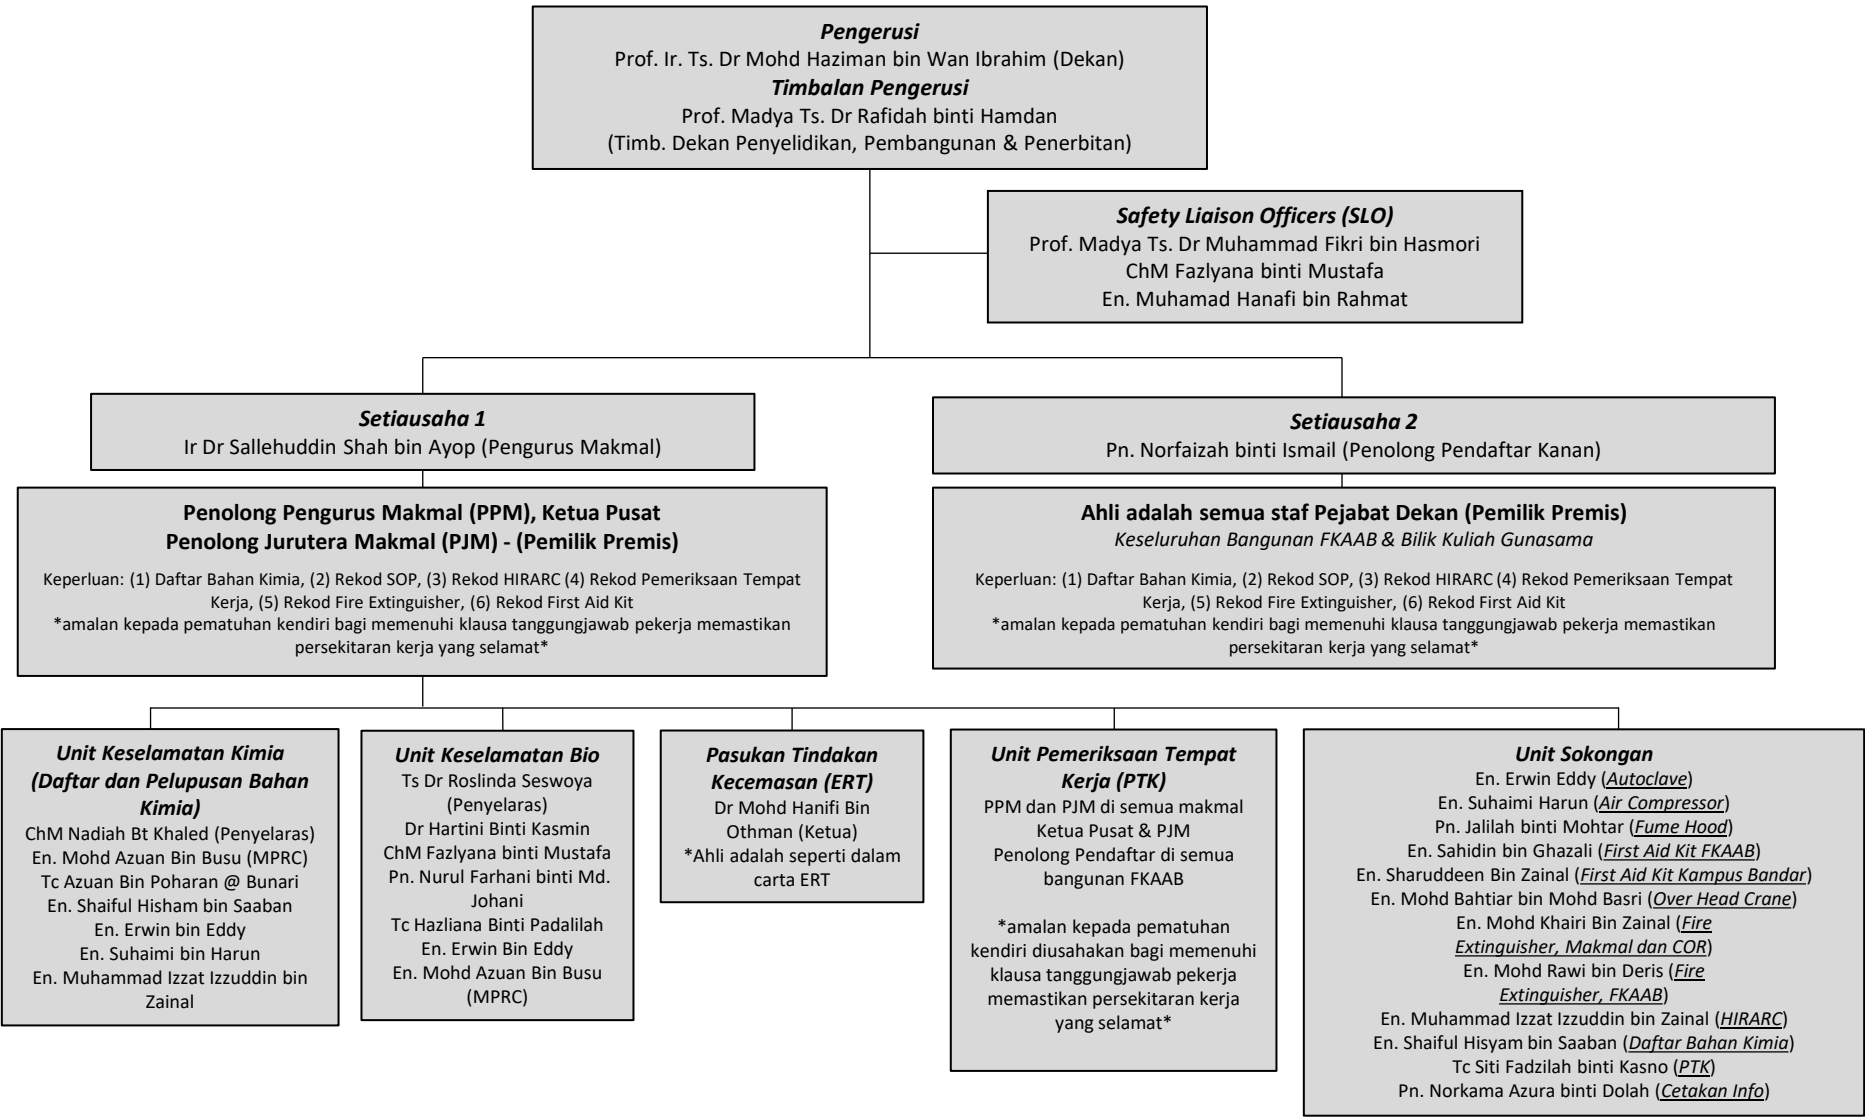 Pengerusi
Prof. Ir. Ts. Dr Mohd Haziman bin Wan Ibrahim (Dekan)
Timbalan Pengerusi
Prof. Madya Ts. Dr Rafidah binti Hamdan
(Timb. Dekan Penyelidikan, Pembangunan & Penerbitan)
Safety Liaison Officers (SLO)
Prof. Madya Ts. Dr Muhammad Fikri bin Hasmori
ChM Fazlyana binti Mustafa
En. Muhamad Hanafi bin Rahmat
Setiausaha 1
Ir Dr Sallehuddin Shah bin Ayop (Pengurus Makmal)
Setiausaha 2
Pn. Norfaizah binti Ismail (Penolong Pendaftar Kanan)
Penolong Pengurus Makmal (PPM), Ketua Pusat
Penolong Jurutera Makmal (PJM) - (Pemilik Premis)
Keperluan: (1) Daftar Bahan Kimia, (2) Rekod SOP, (3) Rekod HIRARC (4) Rekod Pemeriksaan Tempat
Kerja, (5) Rekod Fire Extinguisher, (6) Rekod First Aid Kit
*amalan kepada pematuhan kendiri bagi memenuhi klausa tanggungjawab pekerja memastikan
persekitaran kerja yang selamat*
Ahli adalah semua staf Pejabat Dekan (Pemilik Premis)
Keseluruhan Bangunan FKAAB & Bilik Kuliah Gunasama
Keperluan: (1) Daftar Bahan Kimia, (2) Rekod SOP, (3) Rekod HIRARC (4) Rekod Pemeriksaan Tempat
Kerja, (5) Rekod Fire Extinguisher, (6) Rekod First Aid Kit
*amalan kepada pematuhan kendiri bagi memenuhi klausa tanggungjawab pekerja memastikan
persekitaran kerja yang selamat*
Unit Keselamatan Kimia
(Daftar dan Pelupusan Bahan
Kimia)
ChM Nadiah Bt Khaled (Penyelaras)
En. Mohd Azuan Bin Busu (MPRC)
Tc Azuan Bin Poharan @ Bunari
En. Shaiful Hisham bin Saaban
En. Erwin bin Eddy
En. Suhaimi bin Harun
En. Muhammad Izzat Izzuddin bin
Zainal
Unit Keselamatan Bio
Ts Dr Roslinda Seswoya
(Penyelaras)
Dr Hartini Binti Kasmin
ChM Fazlyana binti Mustafa
Pn. Nurul Farhani binti Md.
Johani
Tc Hazliana Binti Padalilah
En. Erwin Bin Eddy
En. Mohd Azuan Bin Busu
(MPRC)
Pasukan Tindakan
Kecemasan (ERT)
Dr Mohd Hanifi Bin
Othman (Ketua)
*Ahli adalah seperti dalam
carta ERT
Unit Pemeriksaan Tempat
Kerja (PTK)
PPM dan PJM di semua makmal
Ketua Pusat & PJM
Penolong Pendaftar di semua
bangunan FKAAB
*amalan kepada pematuhan
kendiri diusahakan bagi memenuhi
klausa tanggungjawab pekerja
memastikan persekitaran kerja
yang selamat*
Unit Sokongan
En. Erwin Eddy (Autoclave)
En. Suhaimi Harun (Air Compressor)
Pn. Jalilah binti Mohtar (Fume Hood)
En. Sahidin bin Ghazali (First Aid Kit FKAAB)
En. Sharuddeen Bin Zainal (First Aid Kit Kampus Bandar)
En. Mohd Bahtiar bin Mohd Basri (Over Head Crane)
En. Mohd Khairi Bin Zainal (Fire
Extinguisher, Makmal dan COR)
En. Mohd Rawi bin Deris (Fire
Extinguisher, FKAAB)
En. Muhammad Izzat Izzuddin bin Zainal (HIRARC)
En. Shaiful Hisyam bin Saaban (Daftar Bahan Kimia)
Tc Siti Fadzilah binti Kasno (PTK)
Pn. Norkama Azura binti Dolah (Cetakan Info)